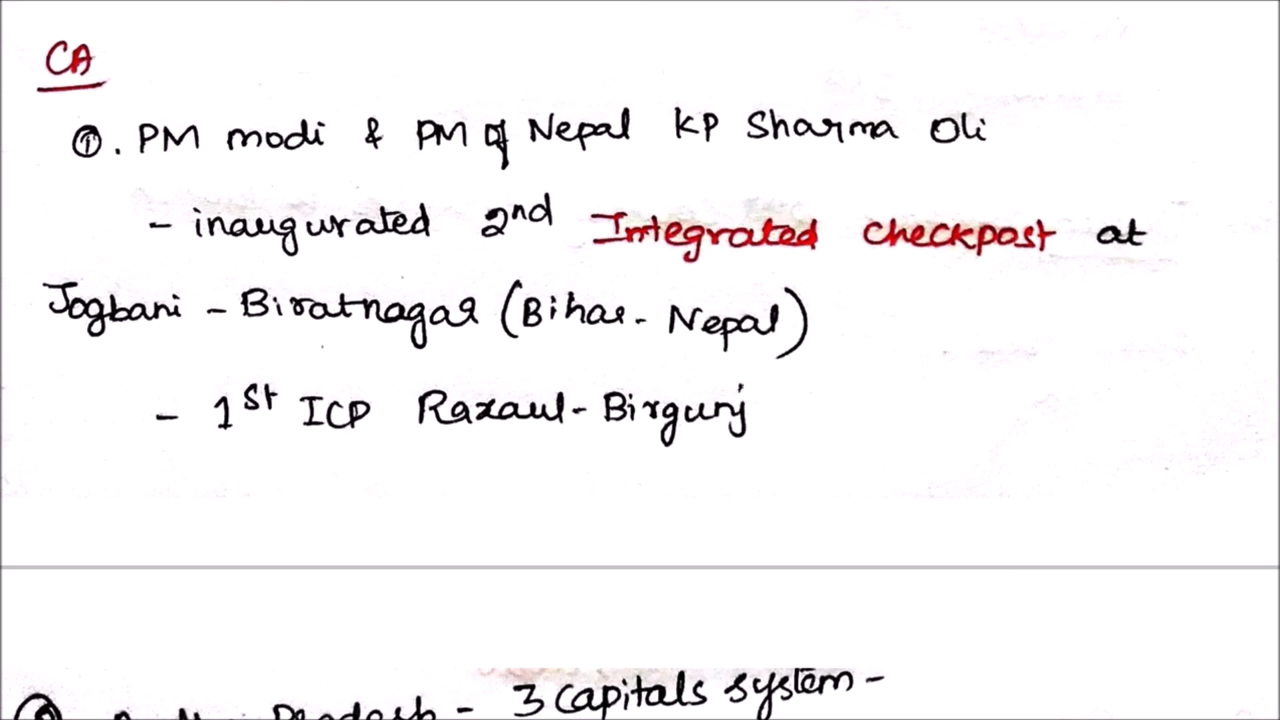 CA
①. PM modi & PM of Nepal KP Sharma Oli
- inaugurated 2nd Integrated checkpost at
Jogbani - Biratnagar (Bihar - Nepal)
- 1st ICP Raxaul - Birgunj
Pradesh - 3 capitals system -